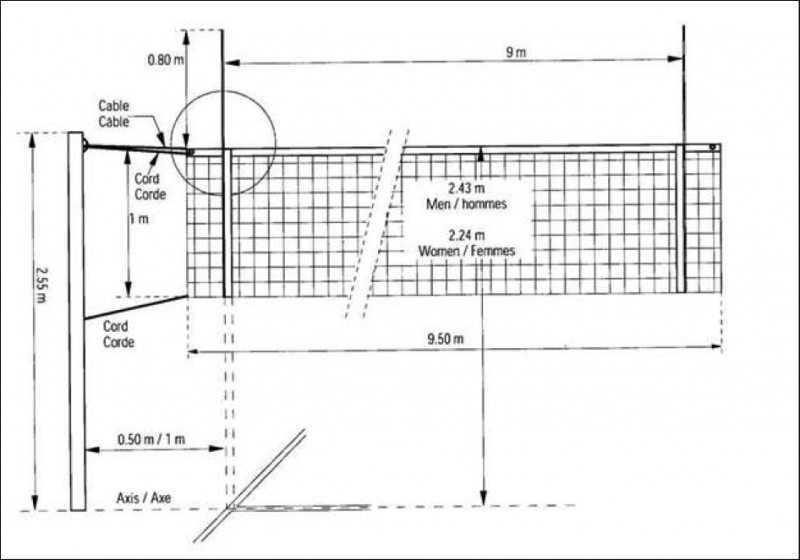 0.80 m
9 m
Cable
Cable
Cord
Corde
1 m
2.43 m
Men / hommes
2.24 m
Women / Femmes
2.55 m
Cord
Corde
9.50 m
0.50 m / 1 m
Axis / Axe